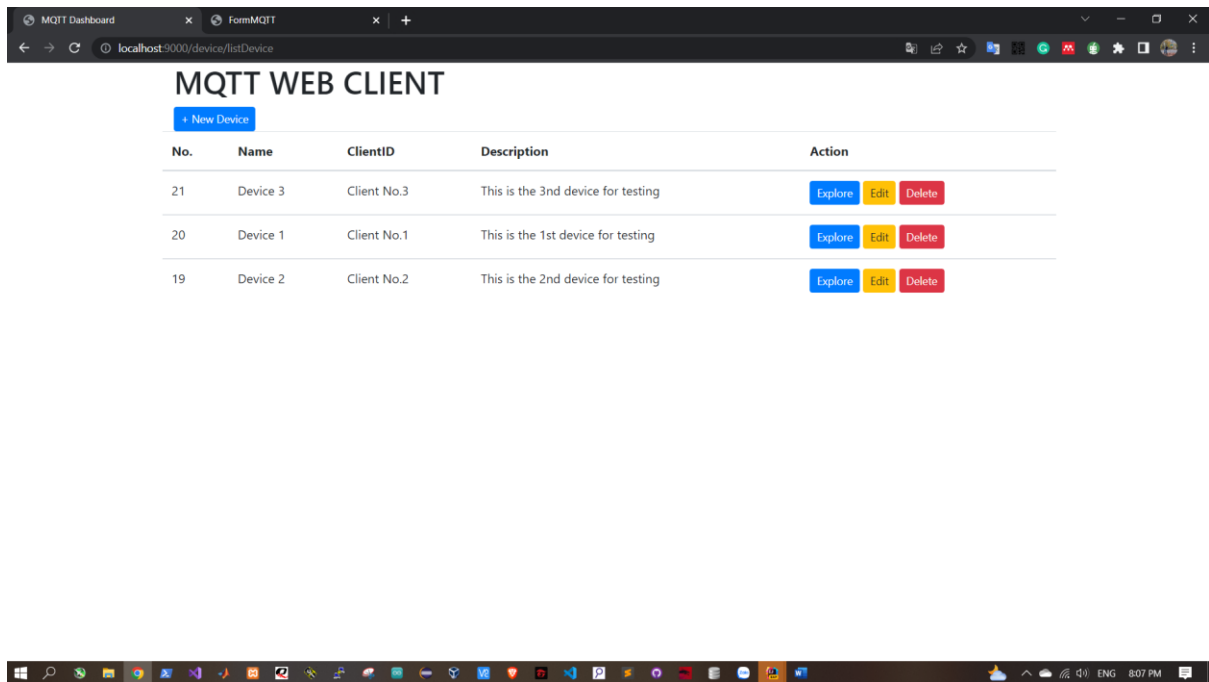 MQTT Dashboard FormMQTT
localhost:9000/device/listDevice
MQTT WEB CLIENT
+ New Device
No. Name ClientID Description Action
21 Device 3 Client No.3 This is the 3nd device for testing Explore Edit Delete
20 Device 1 Client No.1 This is the 1st device for testing Explore Edit Delete
19 Device 2 Client No.2 This is the 2nd device for testing Explore Edit Delete
ENG 8:07 PM